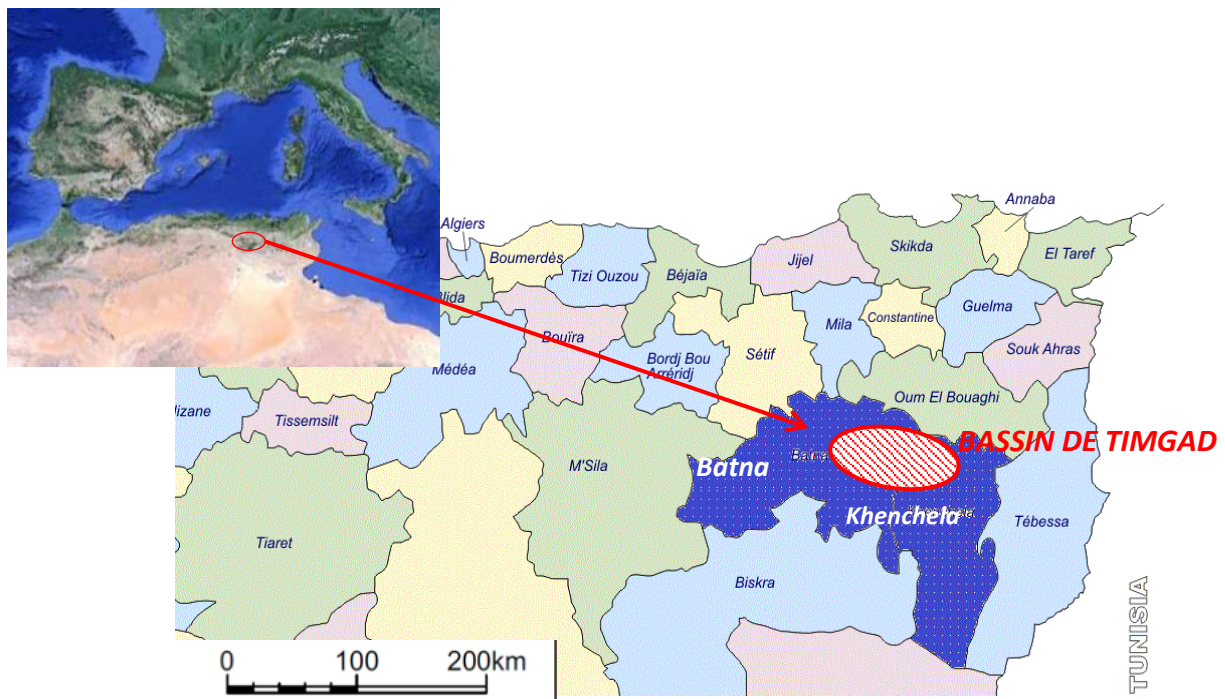 Annaba
Algiers
Skikda
El Taref
Boumerdès
Jijel
Tizi Ouzou
Béjaïa
Blida
Guelma
Mila
Constantine
Bouïra
Souk Ahras
Sétif
Bordj Bou
Arréridj
Médéa
Oum El Bouaghi
lizane
Tissemsilt
BASSIN DE TIMGAD
Batna
Batna
M'Sila
Khenchela
Tébessa
Tiaret
Biskra
TUNISIA
0 100 200km